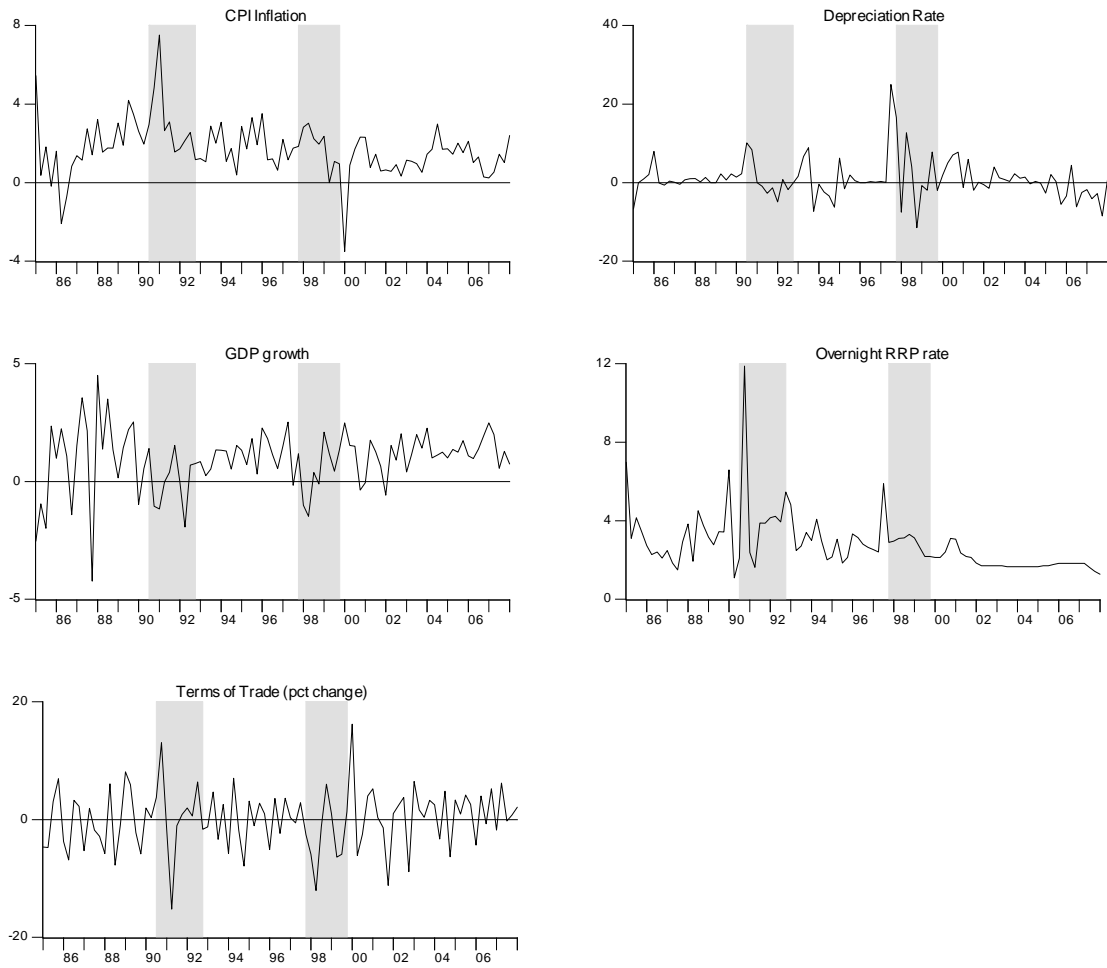 CPI Inflation
8
4
0
-4
86 88 90 92 94 96 98 00 02 04 06
Depreciation Rate
40
20
0
-20
86 88 90 92 94 96 98 00 02 04 06
GDP growth
5
0
-5
86 88 90 92 94 96 98 00 02 04 06
Overnight RRP rate
12
8
4
0
86 88 90 92 94 96 98 00 02 04 06
Terms of Trade (pct change)
20
0
-20
86 88 90 92 94 96 98 00 02 04 06